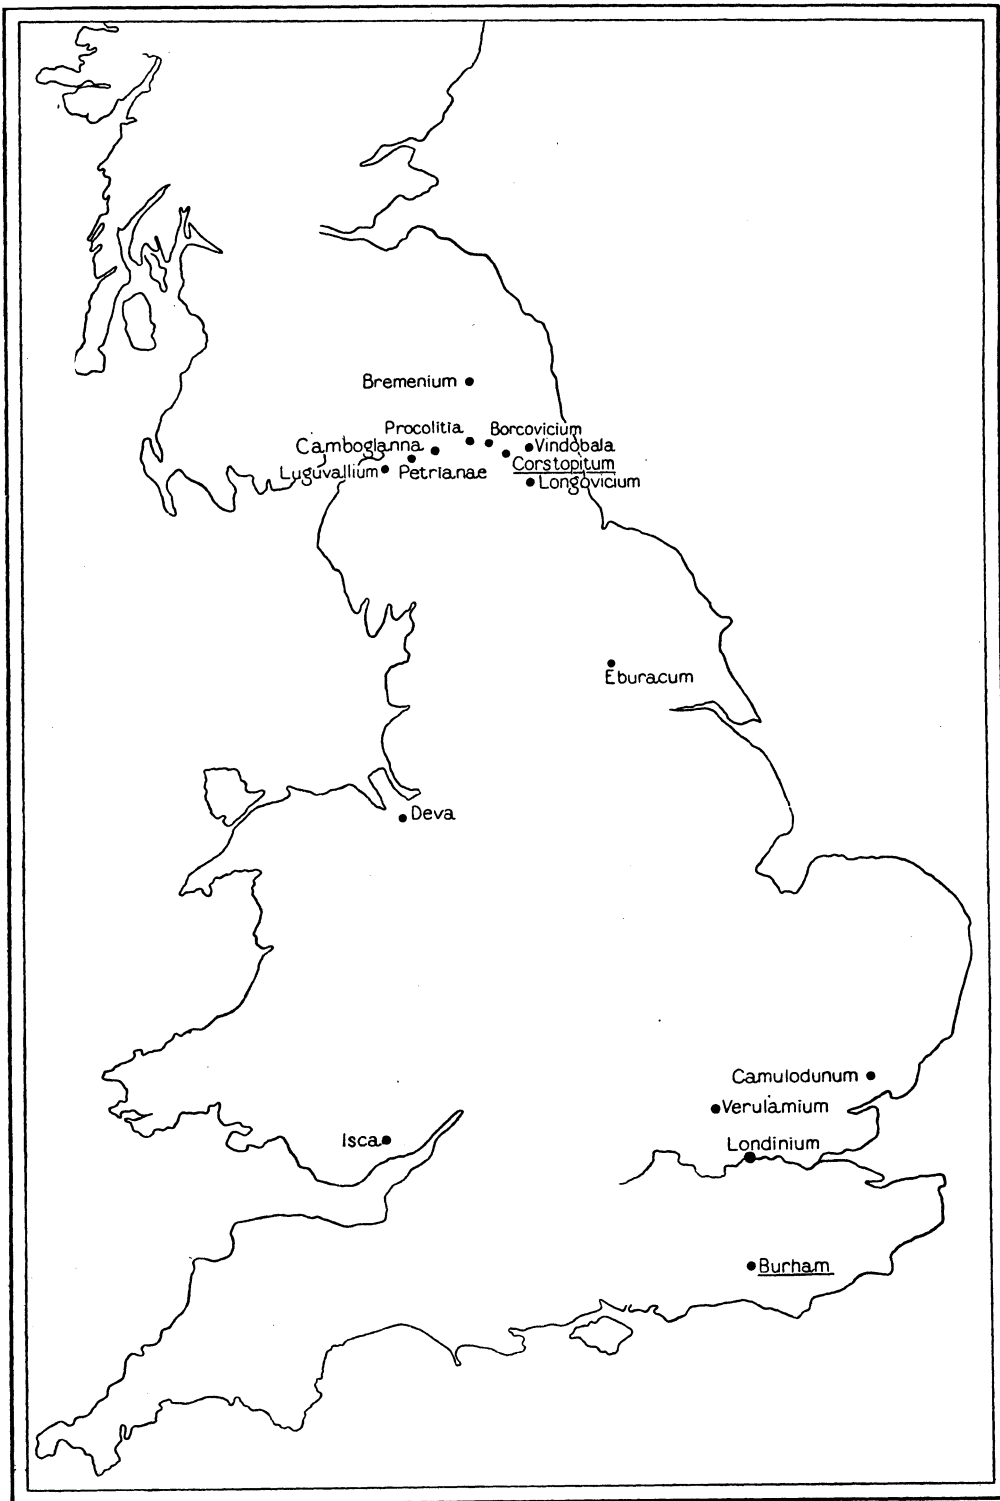 Bremenium
Procolitia
Borcovicium
Camboglanna
Vindobala
Corstopitum
Luguvallium
Petrianae
Longovicium
Eburacum
Deva
Camulodunum
Verulamium
Isca
Londinium
Burham